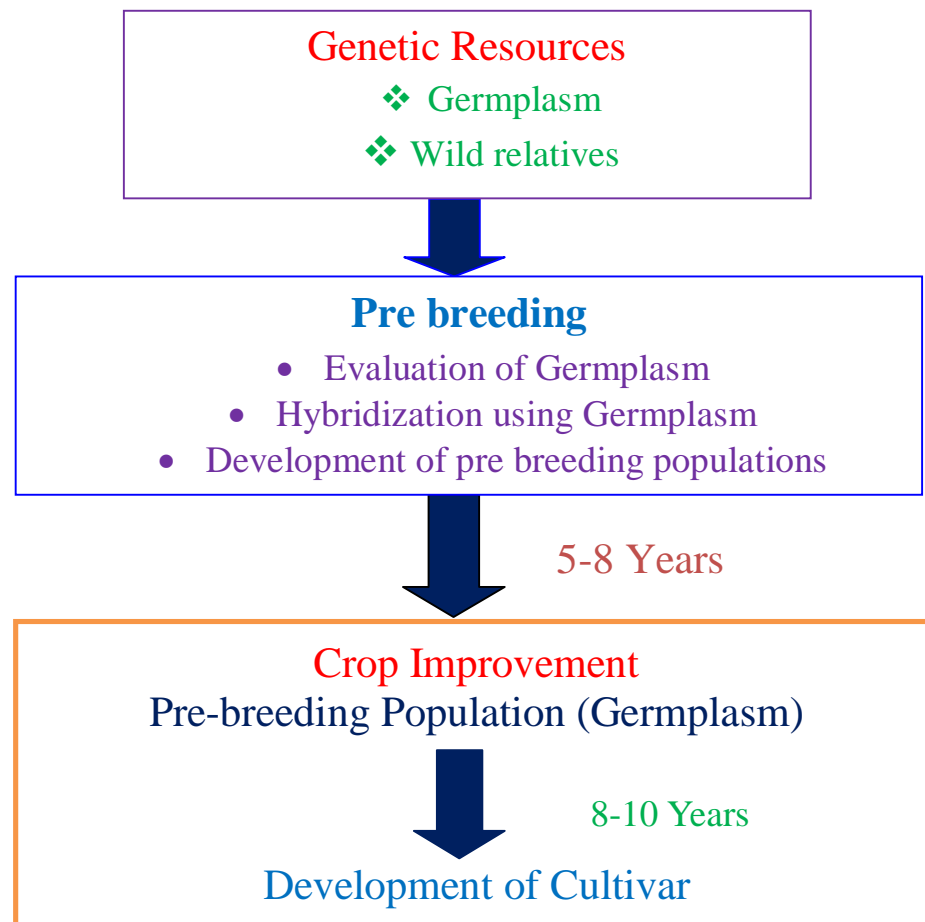 Genetic Resources
❖ Germplasm
❖ Wild relatives
Pre breeding
• Evaluation of Germplasm
• Hybridization using Germplasm
• Development of pre breeding populations
5-8 Years
Crop Improvement
Pre-breeding Population (Germplasm)
8-10 Years
Development of Cultivar